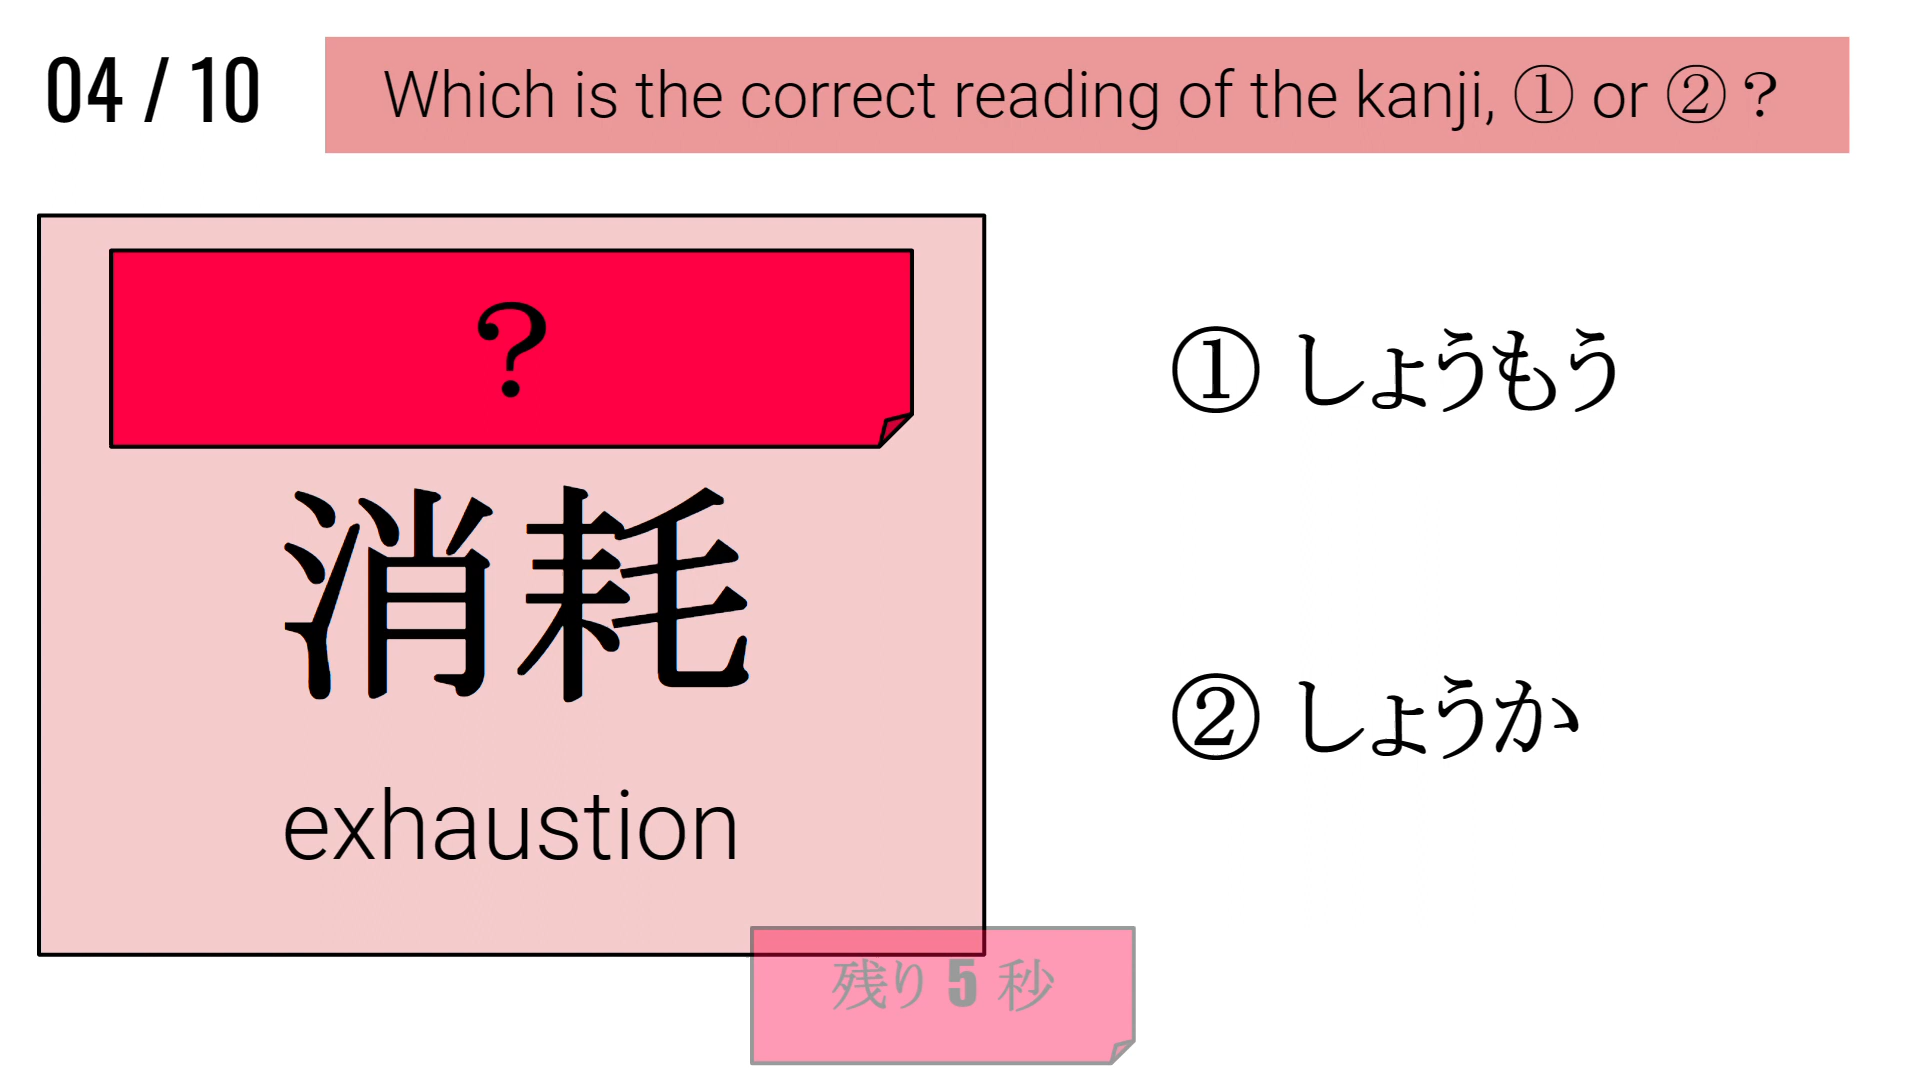 04 / 10
Which is the correct reading of the kanji, ① or ②？
？
消耗
exhaustion
① しょうもう
② しょうか
残り 5 秒